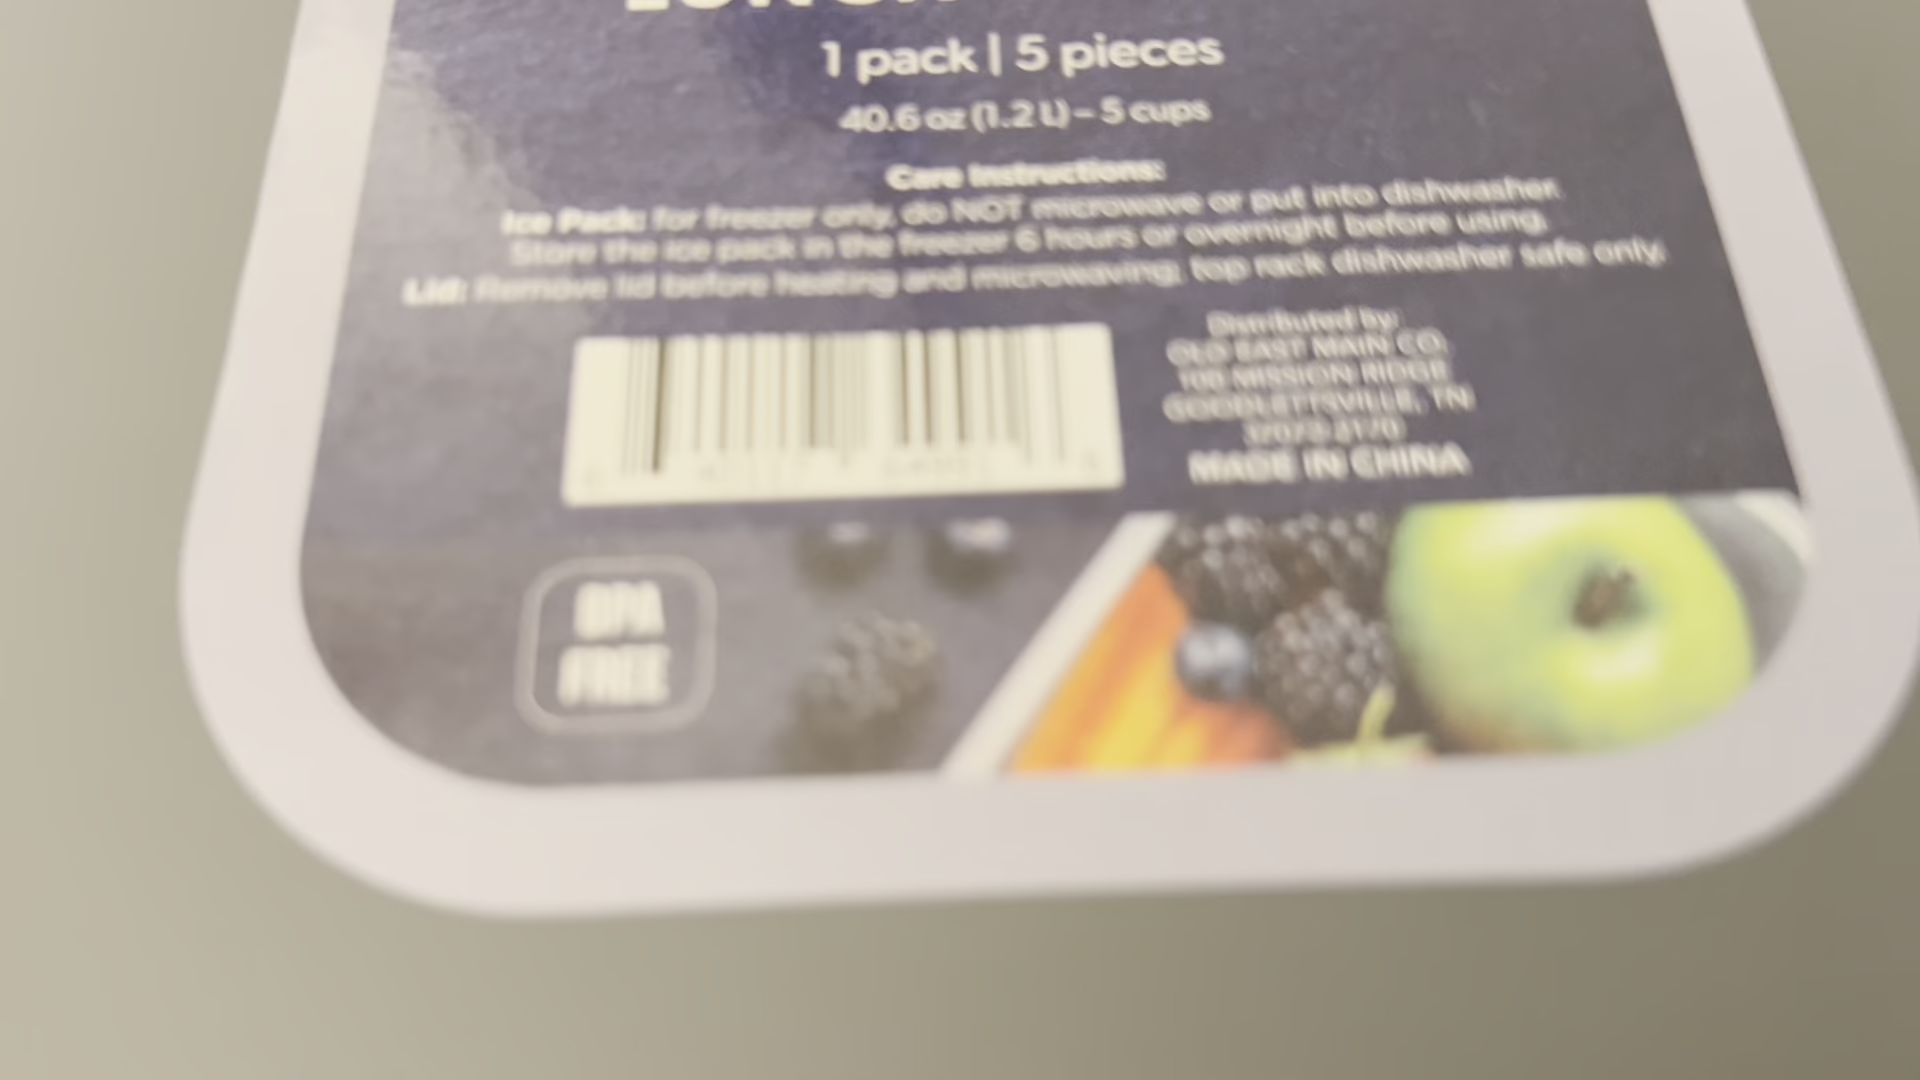 1 pack | 5 pieces
40.6 oz (1.2 L) – 5 cups
Care Instructions:
Ice Pack: for freezer only, do NOT microwave or put into dishwasher.
Store the ice pack in the freezer 6 hours or overnight before using.
Lid: Remove lid before heating and microwaving, top rack dishwasher safe only.
Distributed by:
OLD EAST MAIN CO.
100 MISSION RIDGE
GOODLETTSVILLE, TN
MADE IN CHINA
BPA
FREE